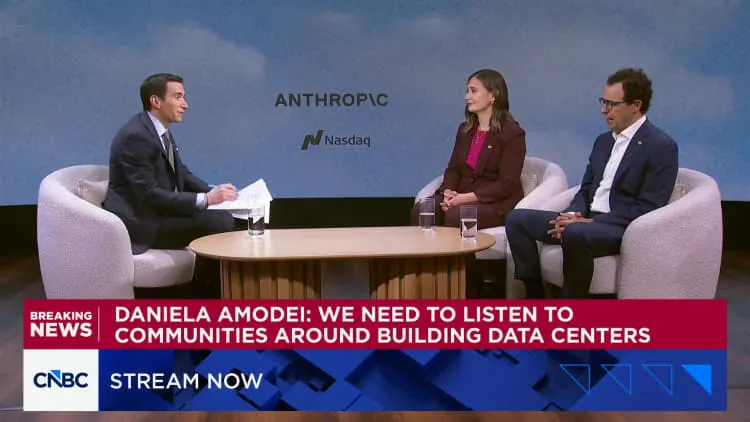 ANTHROP\C
Nasdaq
BREAKING
NEWS
DANIELA AMODEI: WE NEED TO LISTEN TO
COMMUNITIES AROUND BUILDING DATA CENTERS
CNBC
STREAM NOW